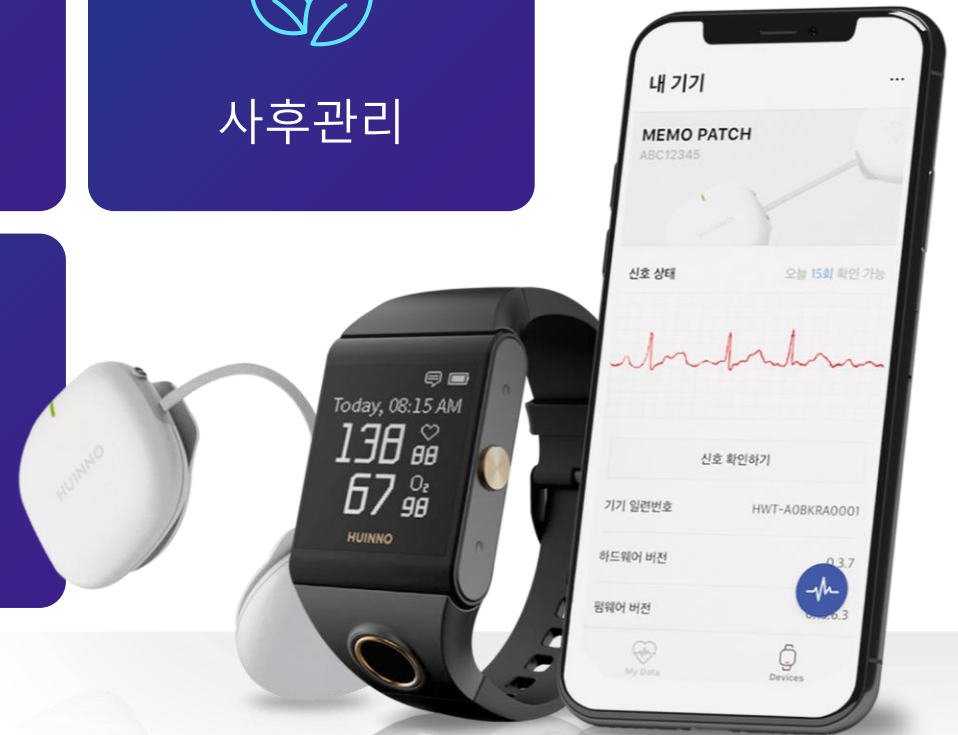 사후관리
HUINNO
Today, 08:15 AM
138 88
67 O₂ 98
HUINNO
내 기기
MEMO PATCH
ABC12345
신호 상태 오늘 15회 확인 가능
신호 확인하기
기기 일련번호 HWT-A0BKRA0001
하드웨어 버전 0.3.7
펌웨어 버전
My Data Devices